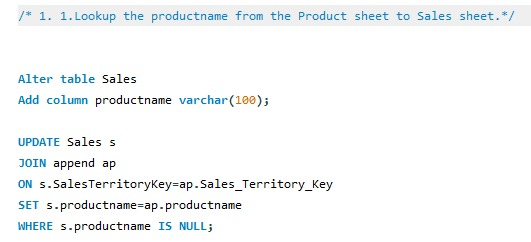 /* 1. 1.Lookup the productname from the Product sheet to Sales sheet.*/
Alter table Sales
Add column productname varchar(100);
UPDATE Sales s
JOIN append ap
ON s.SalesTerritoryKey=ap.Sales_Territory_Key
SET s.productname=ap.productname
WHERE s.productname IS NULL;